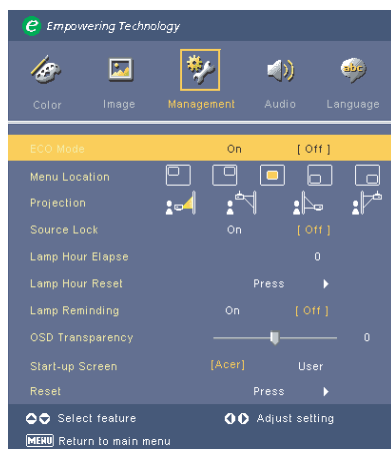 e Empowering Technology
Color Image Management abc Audio Language
ECO Mode On [ Off ]
Menu Location
Projection
Source Lock On [ Off ]
Lamp Hour Elapse 0
Lamp Hour Reset Press
Lamp Reminding On [ Off ]
OSD Transparency 0
Start-up Screen [Acer] User
Reset Press
Select feature Adjust setting
MENU Return to main menu